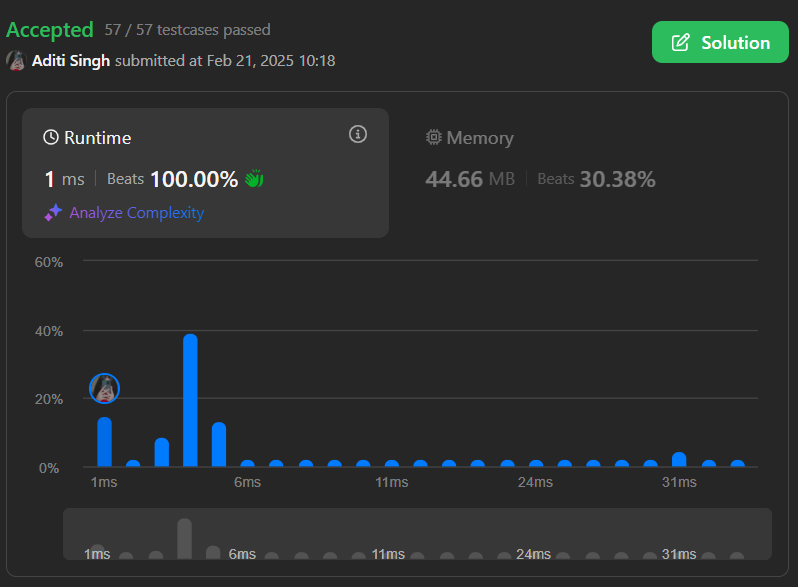 Accepted 57 / 57 testcases passed
Aditi Singh submitted at Feb 21, 2025 10:18
Solution
Runtime
1 ms Beats 100.00%
Analyze Complexity
Memory
44.66 MB Beats 30.38%
60%
40%
20%
0%
1ms 6ms 11ms 24ms 31ms
1ms 6ms 11ms 24ms 31ms